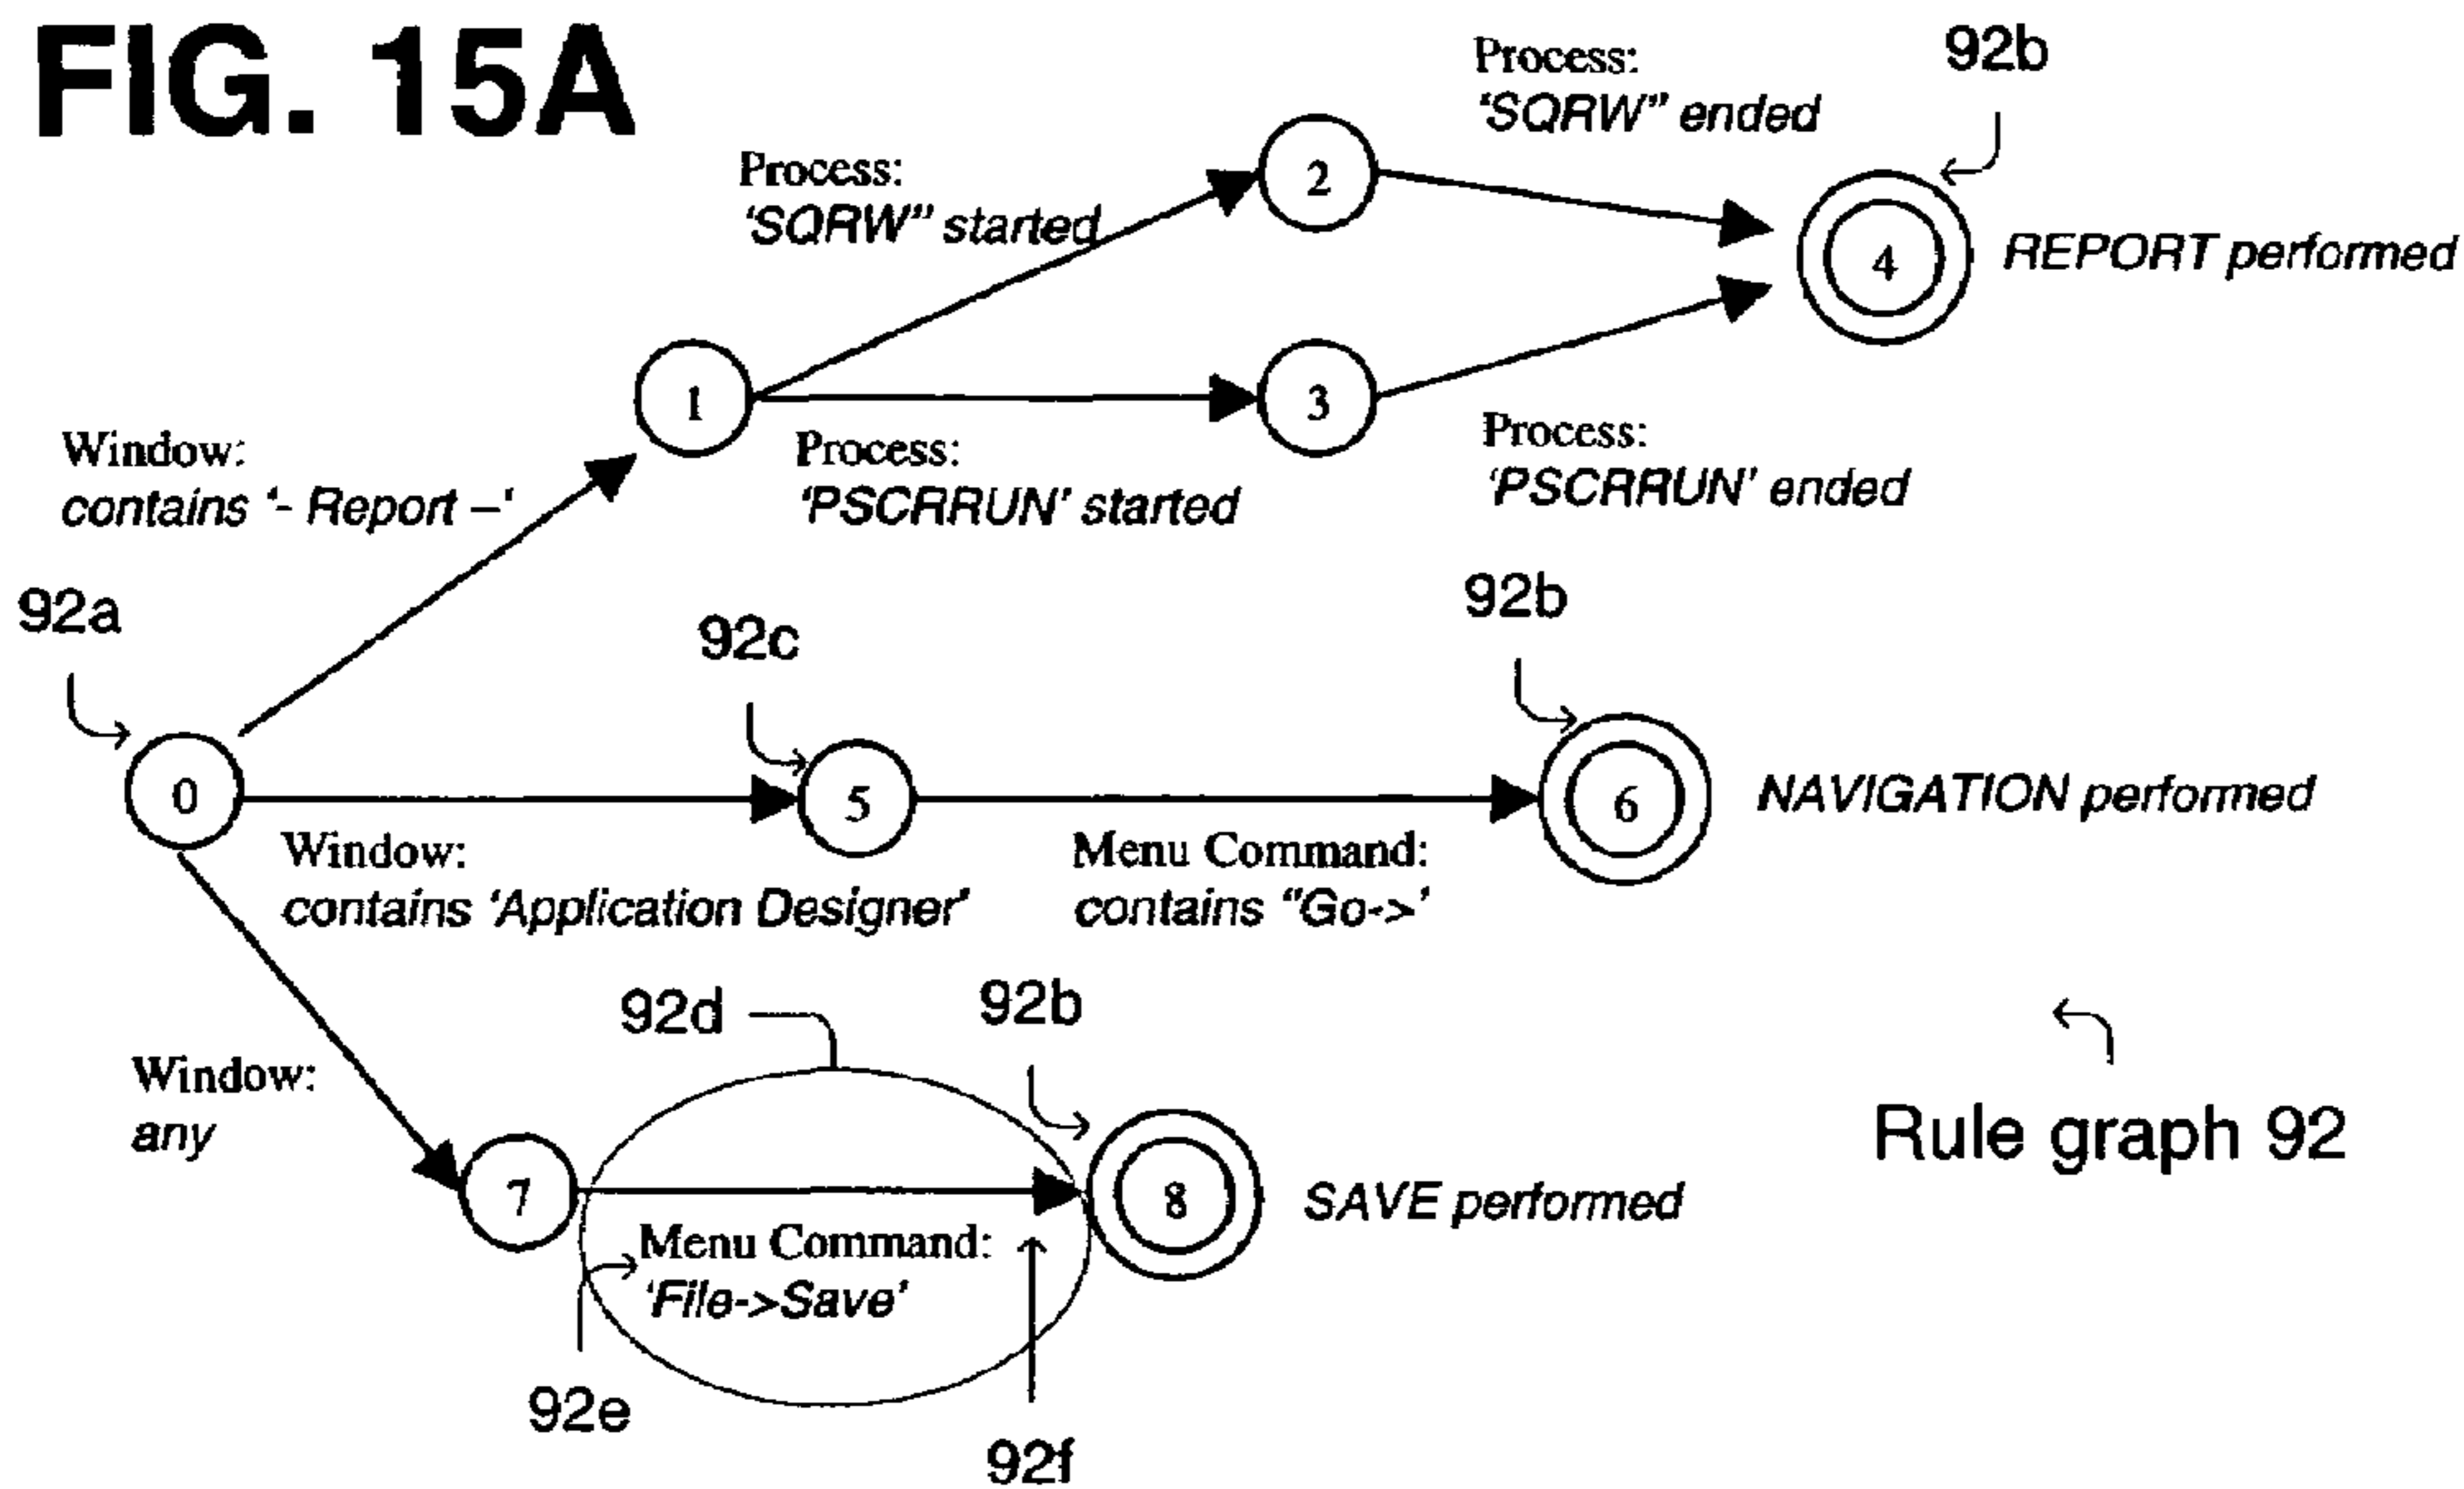 FIG. 15A
Process:
'SQRW" ended
92b
Process:
'SQRW" started
2
4
REPORT performed
1
3
Window:
contains '- Report –'
Process:
'PSCRRUN' started
Process:
'PSCRRUN' ended
92a
92c
92b
0
5
6
NAVIGATION performed
Window:
contains 'Application Designer'
Menu Command:
contains "Go->'
92d
92b
Window:
any
Rule graph 92
7
8
SAVE performed
Menu Command:
'File->Save'
92e
92f